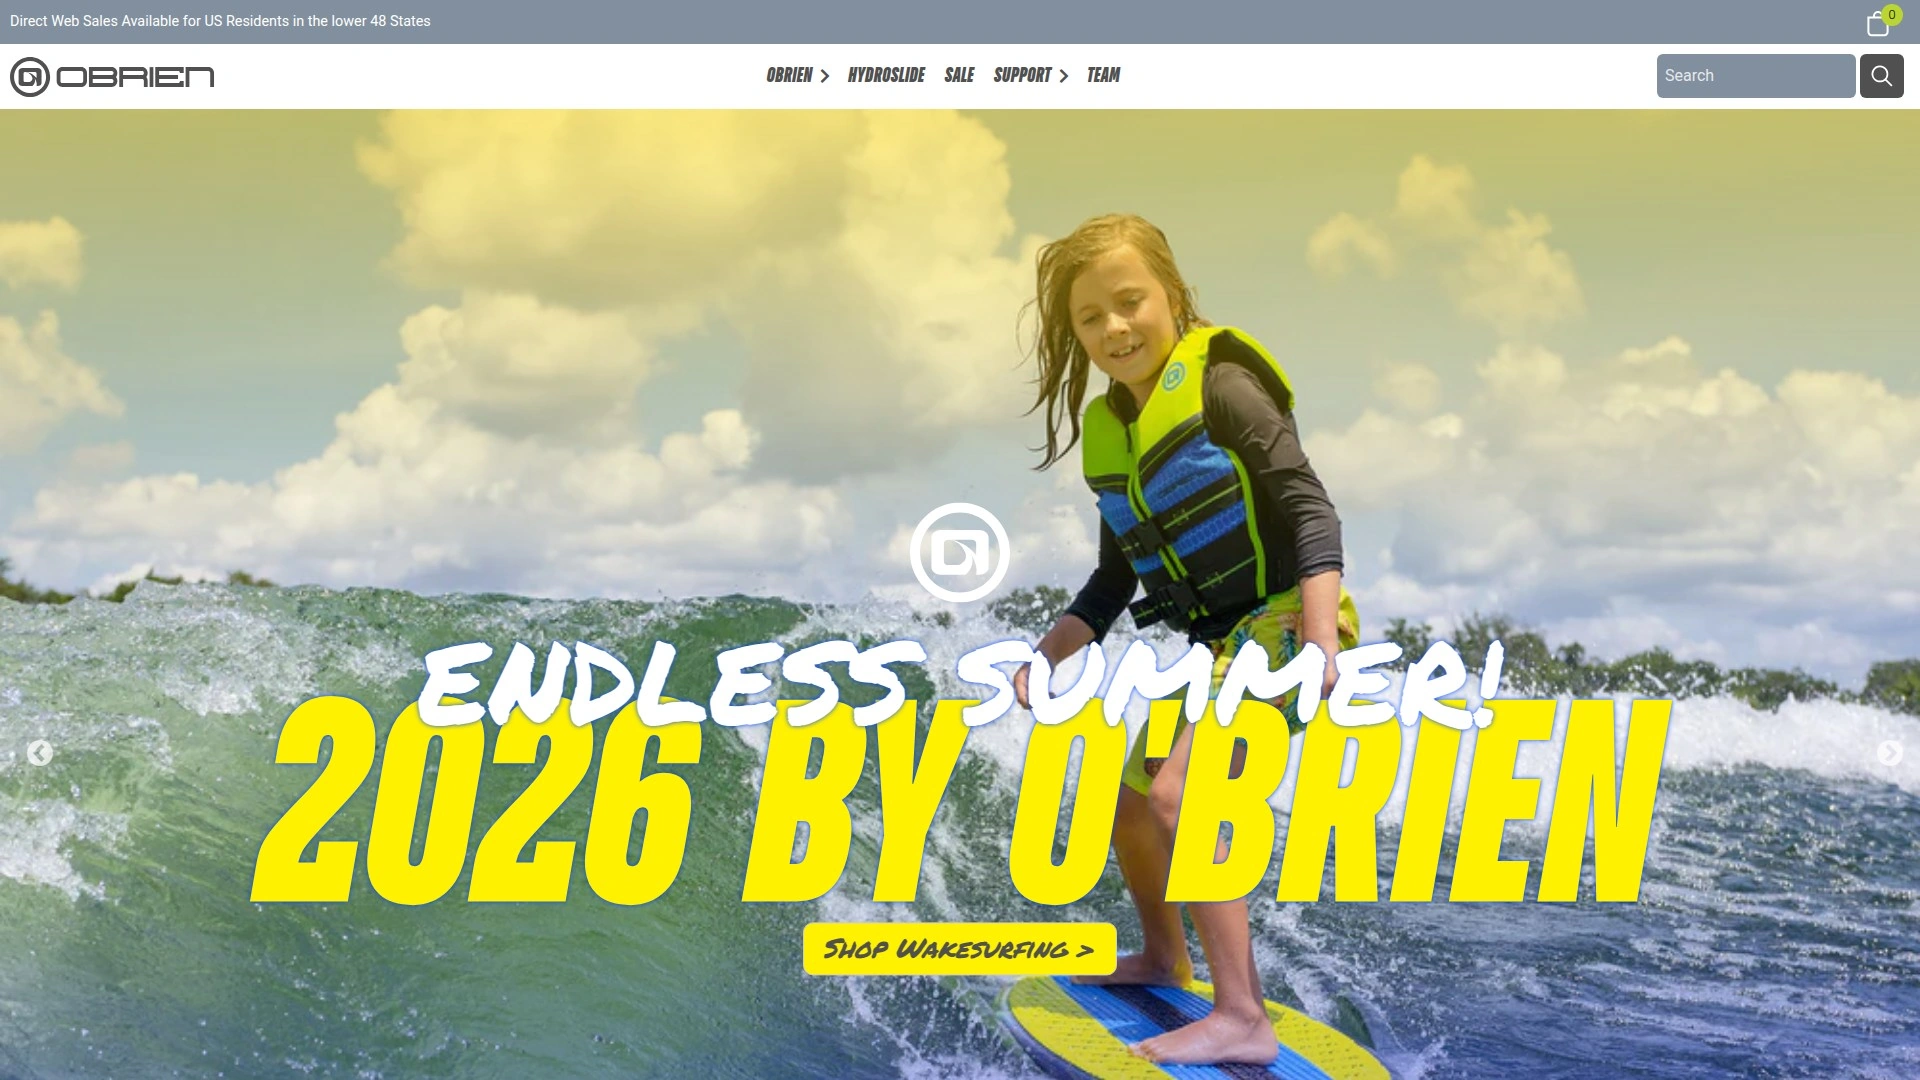 Direct Web Sales Available for US Residents in the lower 48 States
0
OBRIEN
OBRIEN HYDROSLIDE SALE SUPPORT TEAM
Search
ENDLESS SUMMER!
2026 BY O'BRIEN
Shop Wakesurfing >